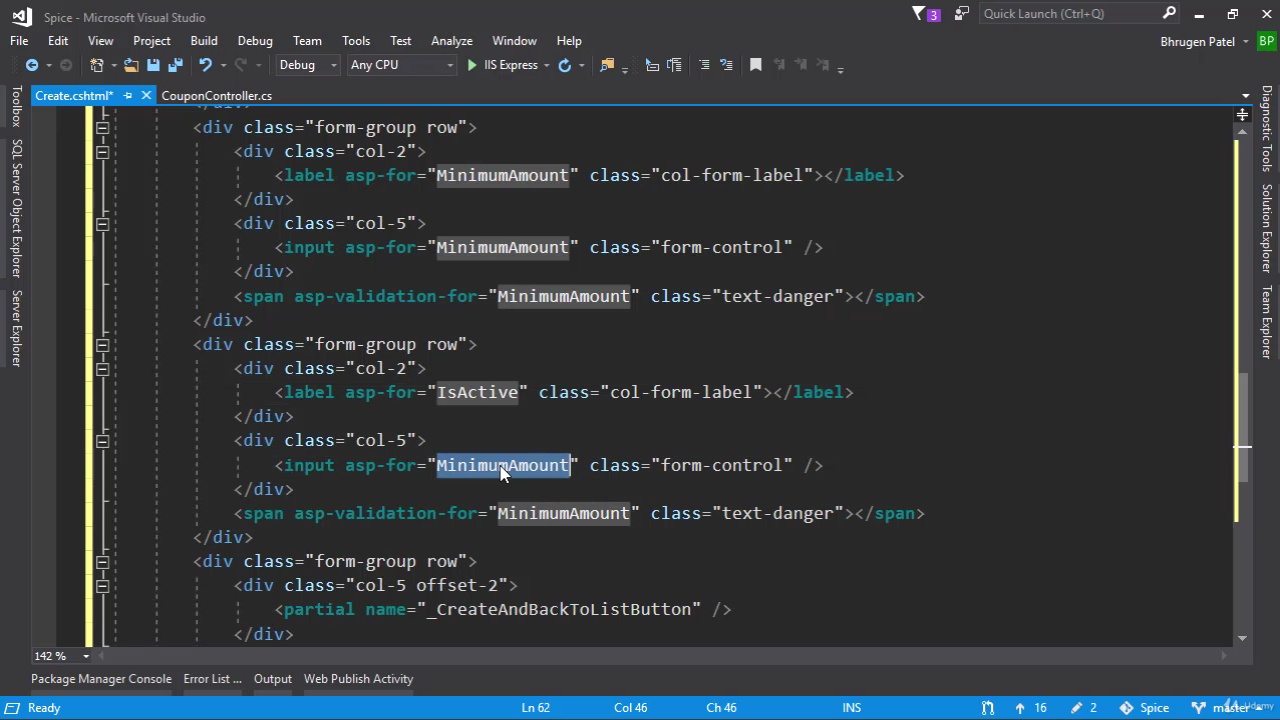 Spice - Microsoft Visual Studio
3
Quick Launch (Ctrl+Q)
File Edit View Project Build Debug Team Tools Test Analyze Window Help
Bhrugen Patel BP
Debug Any CPU IIS Express
Create.cshtml* CouponController.cs
Toolbox
SQL Server Object Explorer
Server Explorer
<div class="form-group row">
<div class="col-2">
<label asp-for="MinimumAmount" class="col-form-label"></label>
</div>
<div class="col-5">
<input asp-for="MinimumAmount" class="form-control" />
</div>
<span asp-validation-for="MinimumAmount" class="text-danger"></span>
</div>
<div class="form-group row">
<div class="col-2">
<label asp-for="IsActive" class="col-form-label"></label>
</div>
<div class="col-5">
<input asp-for="MinimumAmount" class="form-control" />
</div>
<span asp-validation-for="MinimumAmount" class="text-danger"></span>
</div>
<div class="form-group row">
<div class="col-5 offset-2">
<partial name="_CreateAndBackToListButton" />
</div>
Diagnostic Tools
Solution Explorer
Team Explorer
142 %
Package Manager Console Error List ... Output Web Publish Activity
Ready Ln 62 Col 46 Ch 46 INS 16 2 Spice master
Udemy